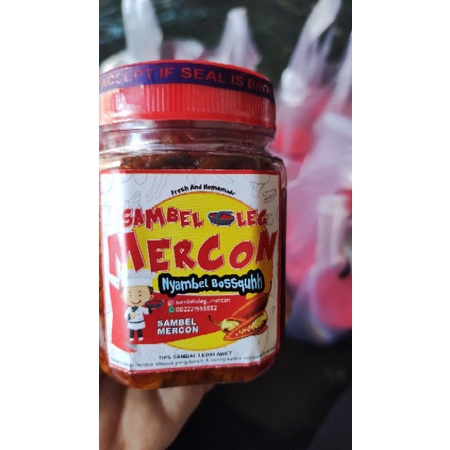 ACCEPT IF SEAL IS BR
Fresh And Homemade
SAMBEL LEG
MERCON
Nyambel Bossquhh
sambeloleg_mercon
SAMBEL
MERCON
TIPS SAMBAL LEBIH AWET